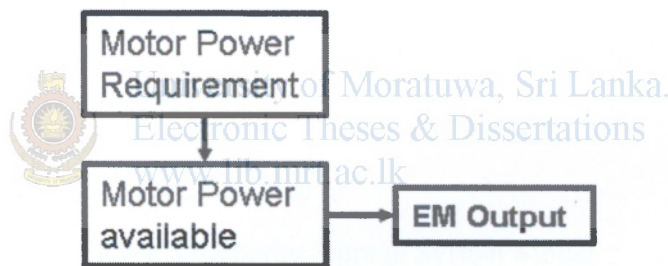 Motor Power
Requirement
University of Moratuwa, Sri Lanka.
Electronic Theses & Dissertations
www.lib.mrt.ac.lk
Motor Power
available
EM Output